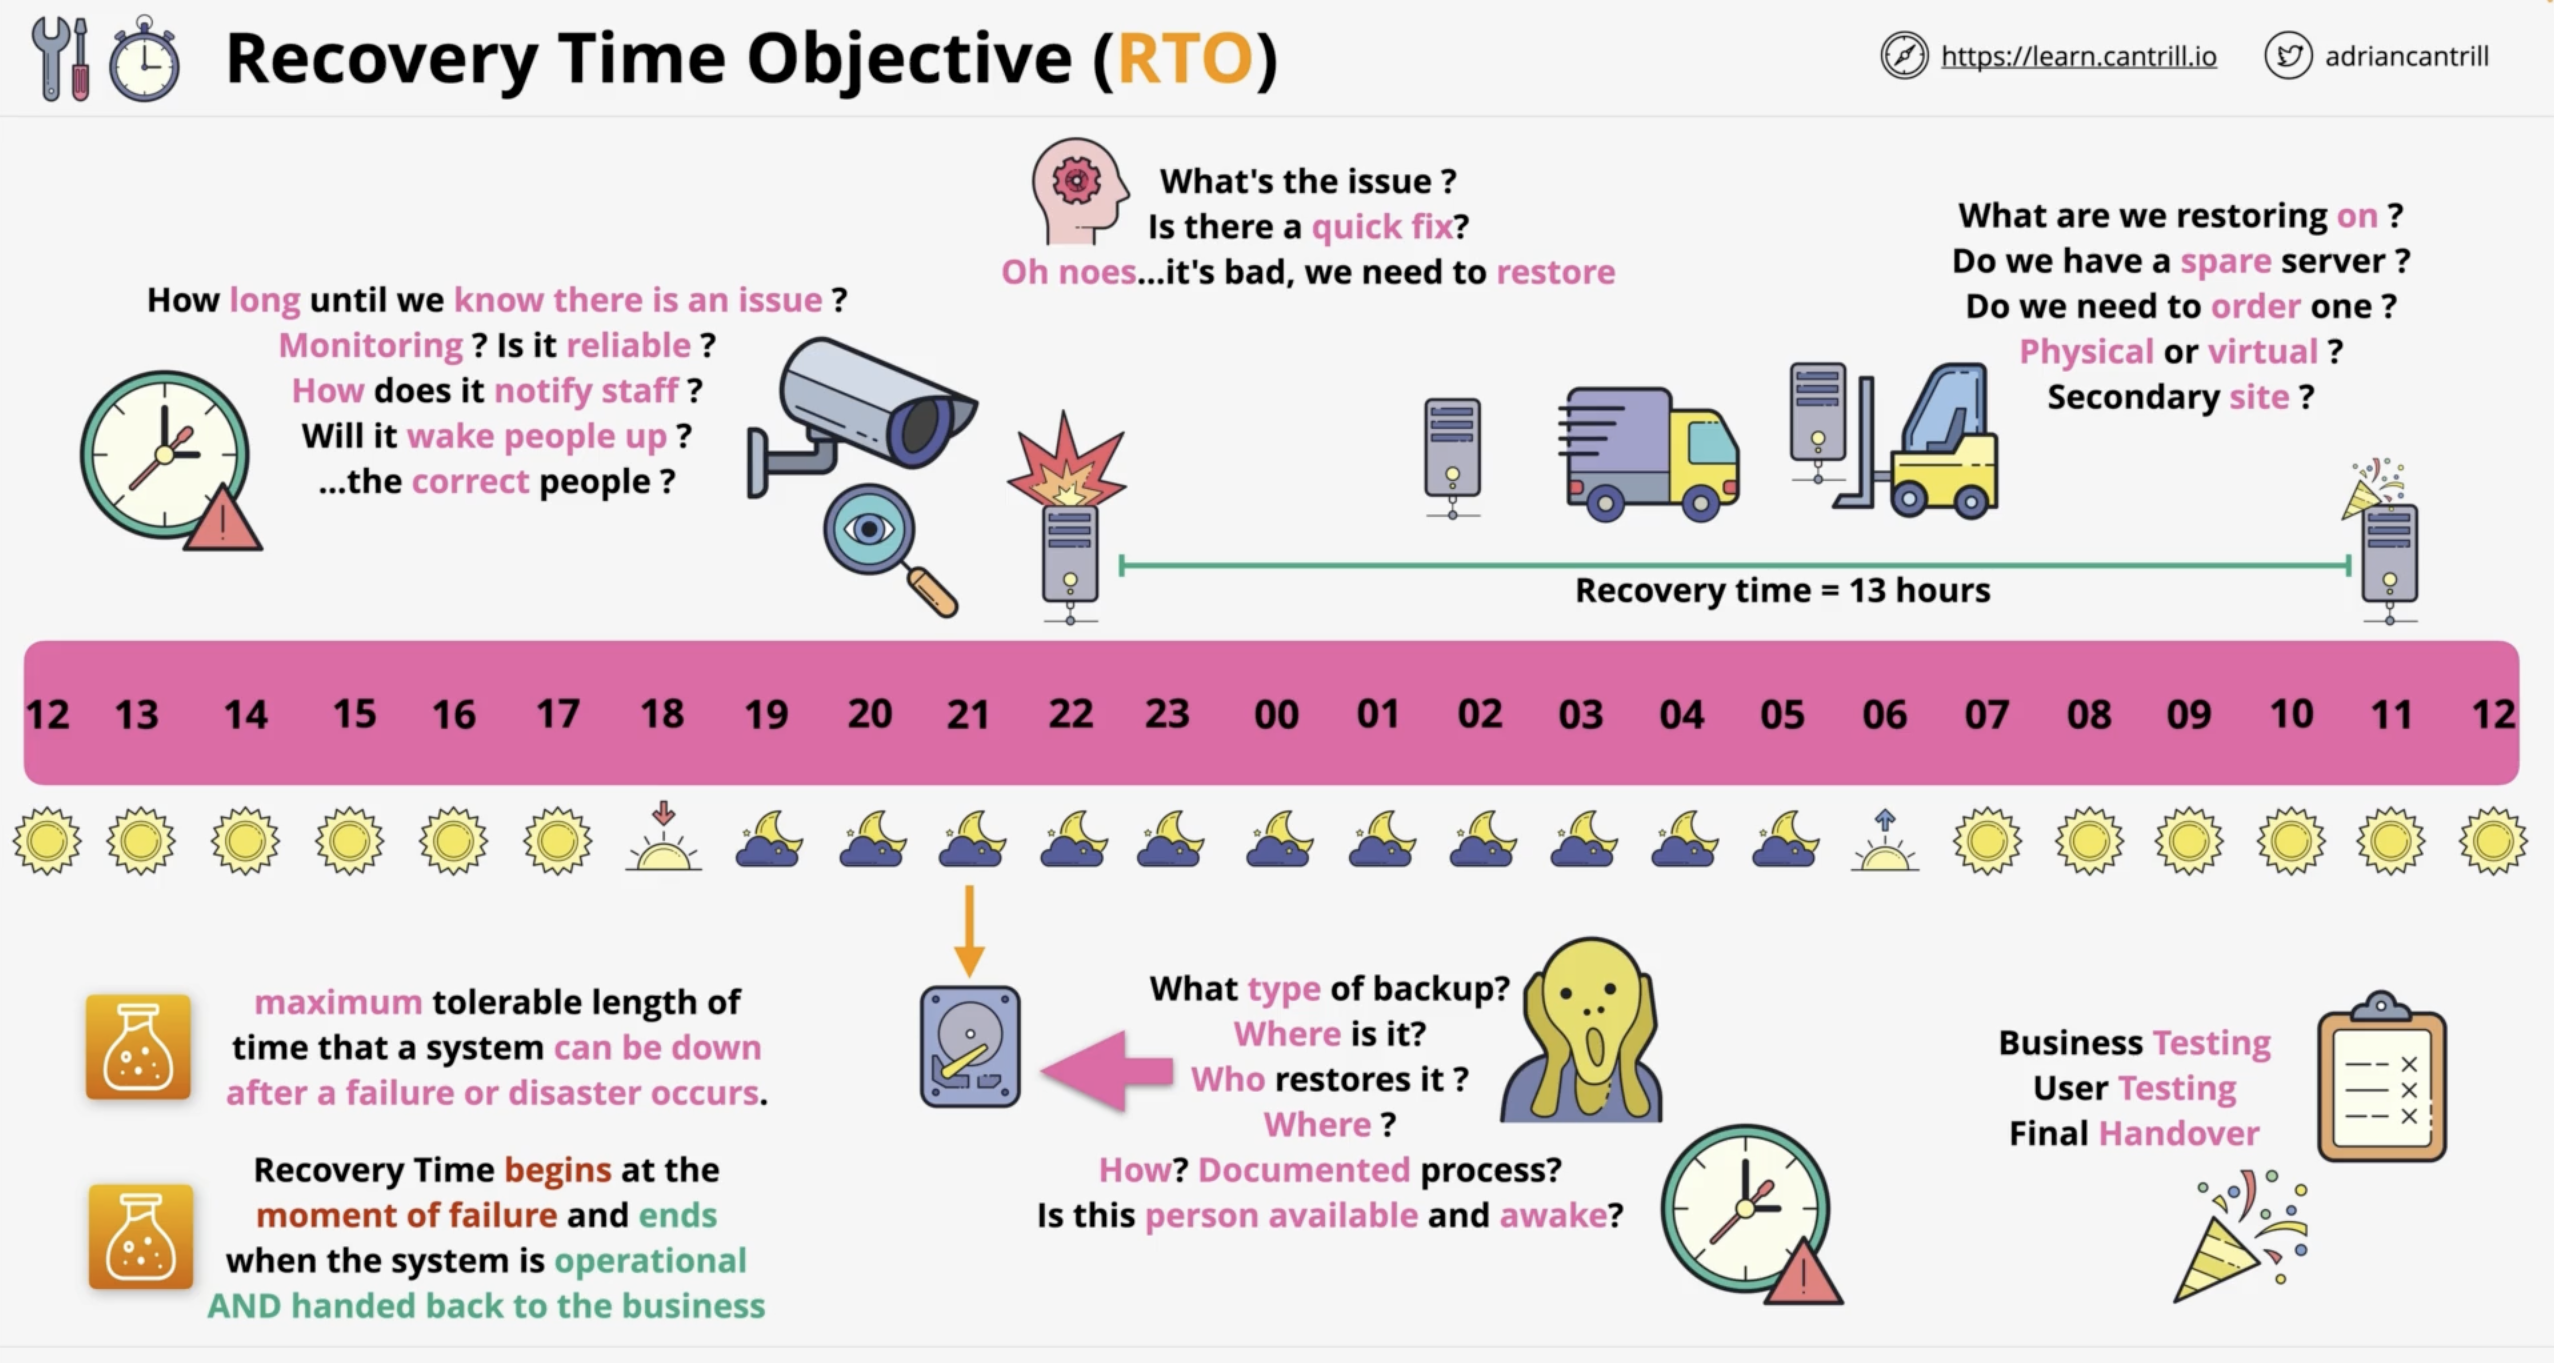 Recovery Time Objective (RTO)
https://learn.cantrill.io
adriancantrill
What's the issue ?
Is there a quick fix?
Oh noes...it's bad, we need to restore
What are we restoring on ?
Do we have a spare server ?
Do we need to order one ?
Physical or virtual ?
Secondary site ?
How long until we know there is an issue ?
Monitoring ? Is it reliable ?
How does it notify staff ?
Will it wake people up ?
...the correct people ?
Recovery time = 13 hours
12 13 14 15 16 17 18 19 20 21 22 23 00 01 02 03 04 05 06 07 08 09 10 11 12
maximum tolerable length of
time that a system can be down
after a failure or disaster occurs.
Recovery Time begins at the
moment of failure and ends
when the system is operational
AND handed back to the business
What type of backup?
Where is it?
Who restores it ?
Where ?
How? Documented process?
Is this person available and awake?
Business Testing
User Testing
Final Handover